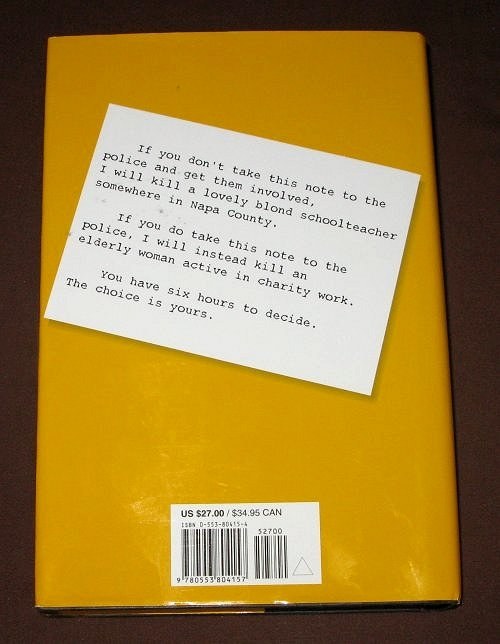 If you don't take this note to the
police and get them involved,
I will kill a lovely blond schoolteacher
somewhere in Napa County.
If you do take this note to the
police, I will instead kill an
elderly woman active in charity work.
You have six hours to decide.
The choice is yours.
US $27.00 / $34.95 CAN
ISBN 0-553-80415-4
52700
9 780553 804157